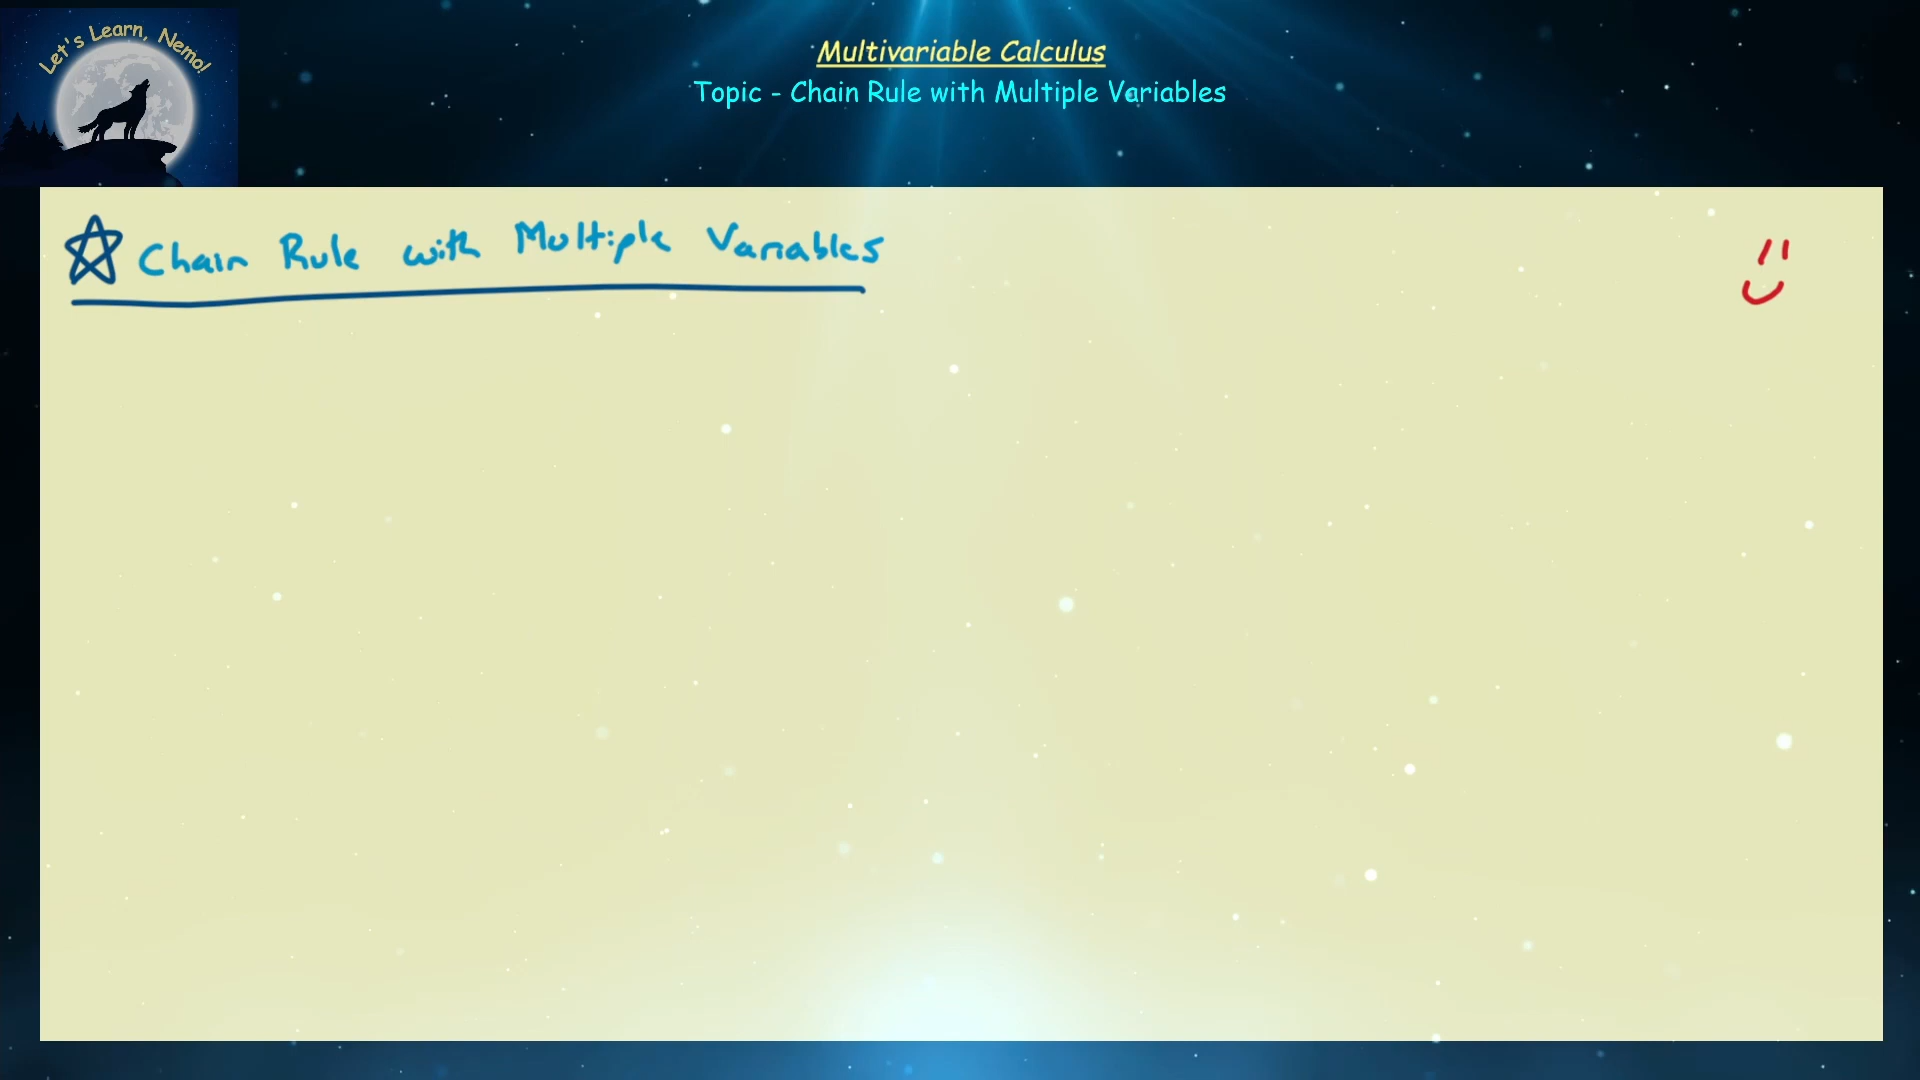 Let's Learn, Nemo!
Multivariable Calculus
Topic - Chain Rule with Multiple Variables
Chain Rule with Multiple Variables